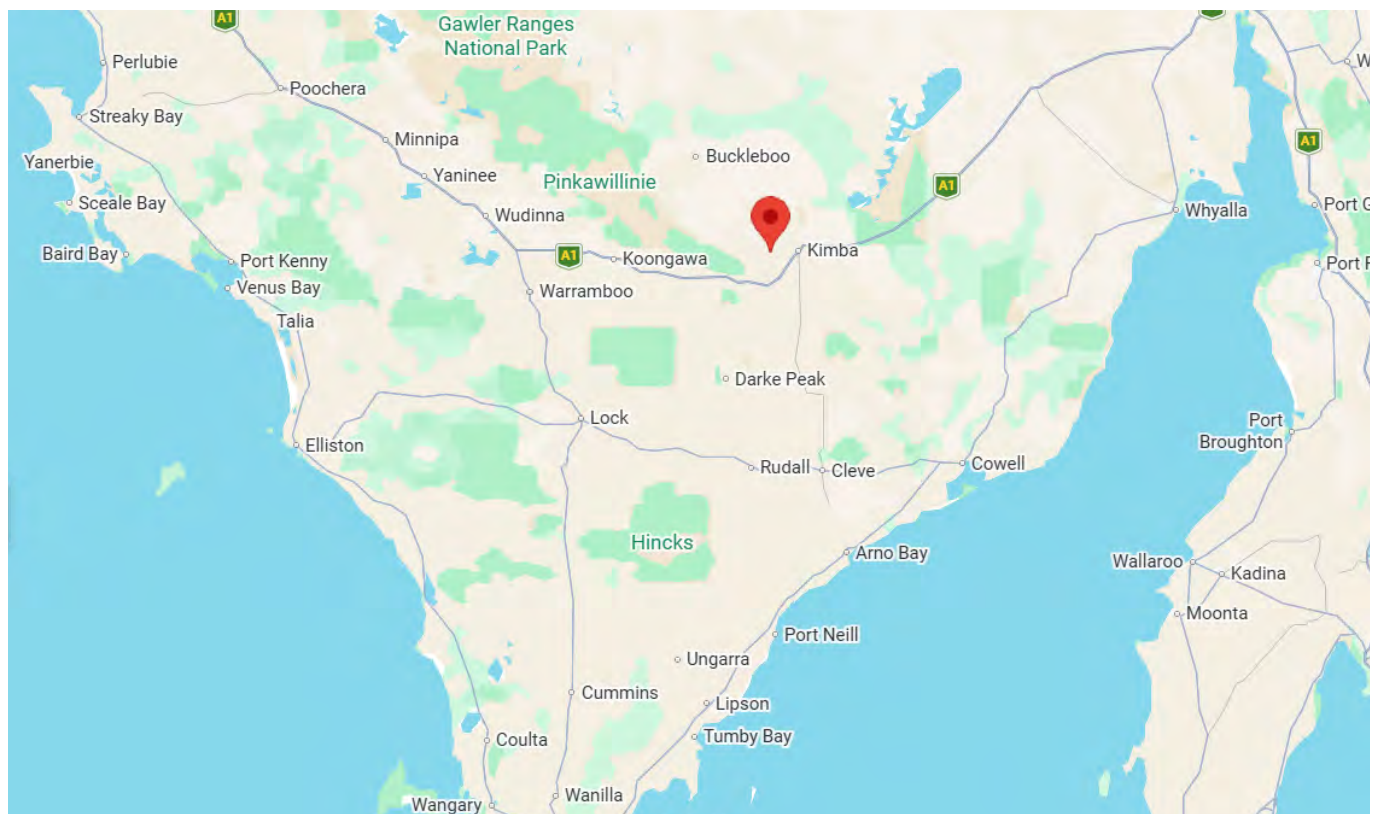 A1
Gawler Ranges
National Park
Perlubie
Poochera
Streaky Bay
Minnipa
Yanerbie
Buckleboo
A1
Yaninee
Pinkawillinie
A1
Sceale Bay
Wudinna
Whyalla
Port
Baird Bay
A1
Koongawa
Kimba
Port Kenny
Port
Venus Bay
Warramboo
Talia
Darke Peak
Lock
Elliston
Port
Broughton
Rudall
Cleve
Cowell
Hincks
Arno Bay
Wallaroo
Kadina
Moonta
Port Neill
Ungarra
Cummins
Lipson
Coulta
Tumby Bay
Wangary
Wanilla